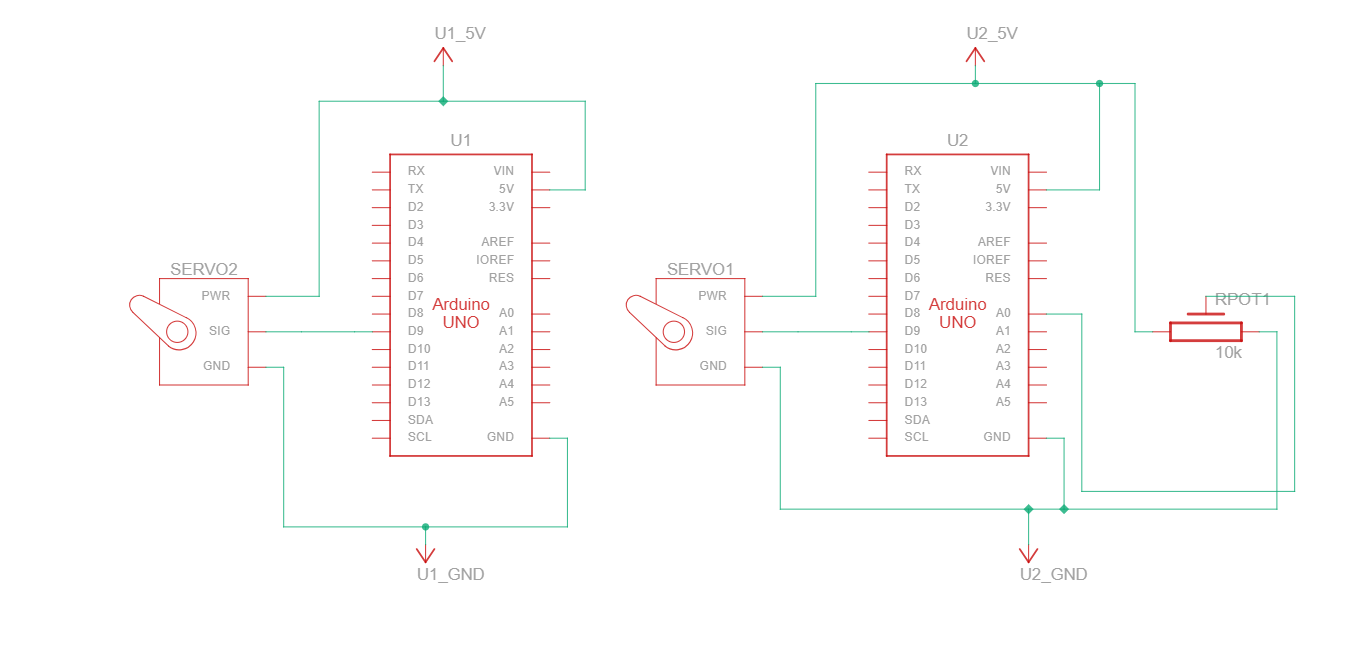 U1_5V
U1
RX VIN
TX 5V
D2 3.3V
D3
D4 AREF
D5 IOREF
D6 RES
D7
D8 A0
D9 A1
D10 A2
D11 A3
D12 A4
D13 A5
SDA
SCL GND
Arduino
UNO
SERVO2
PWR
SIG
GND
U1_GND
U2_5V
U2
RX VIN
TX 5V
D2 3.3V
D3
D4 AREF
D5 IOREF
D6 RES
D7
D8 A0
D9 A1
D10 A2
D11 A3
D12 A4
D13 A5
SDA
SCL GND
Arduino
UNO
SERVO1
PWR
SIG
GND
RPOT1
10k
U2_GND